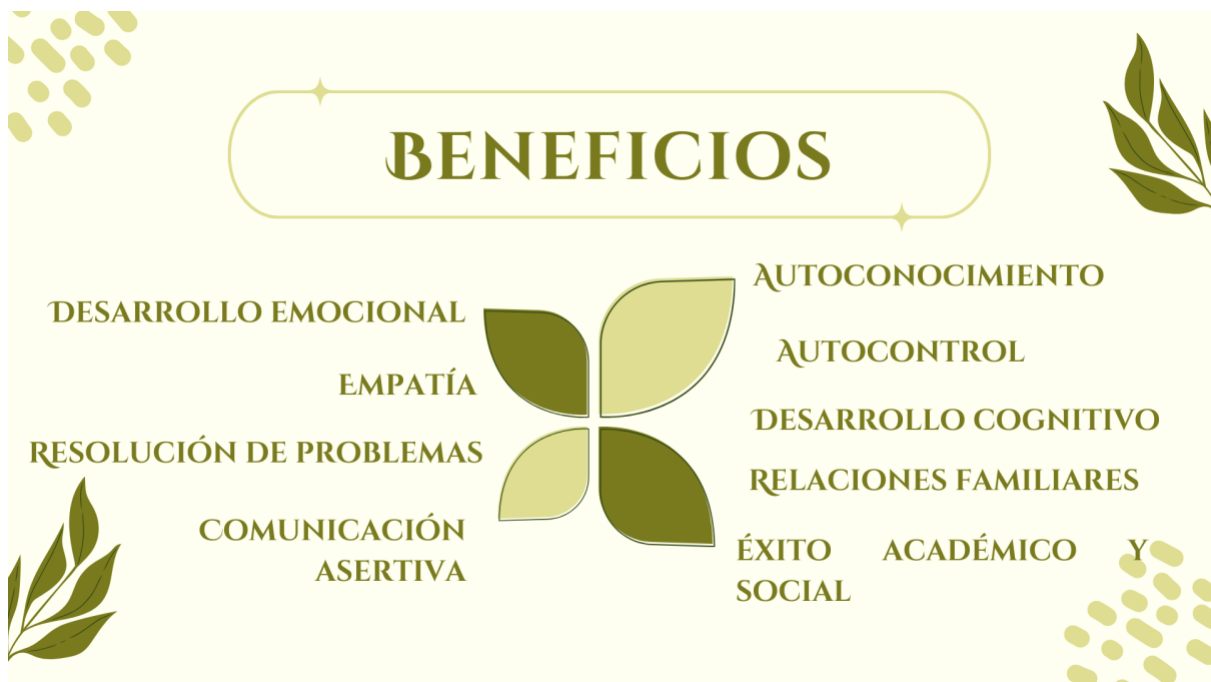 Beneficios
Desarrollo emocional
Empatía
Resolución de problemas
Comunicación
asertiva
Autoconocimiento
Autocontrol
Desarrollo cognitivo
Relaciones familiares
éxito académico y
social